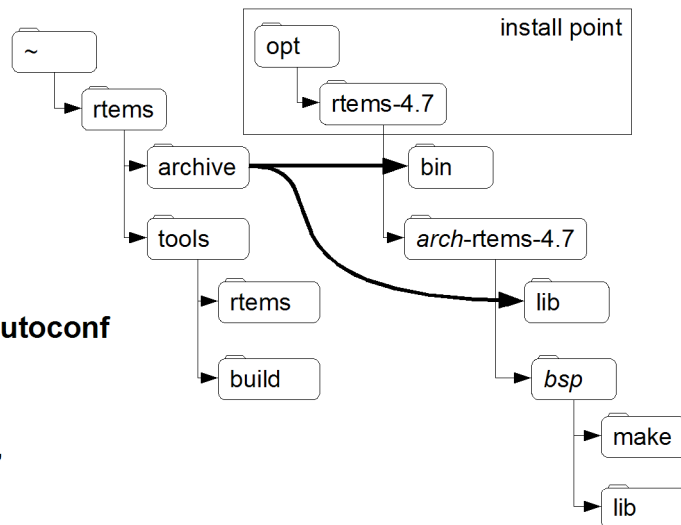 install point
~
opt
rtems
rtems-4.7
archive
bin
tools
arch-rtems-4.7
rtems
lib
utoconf
build
bsp
make
lib